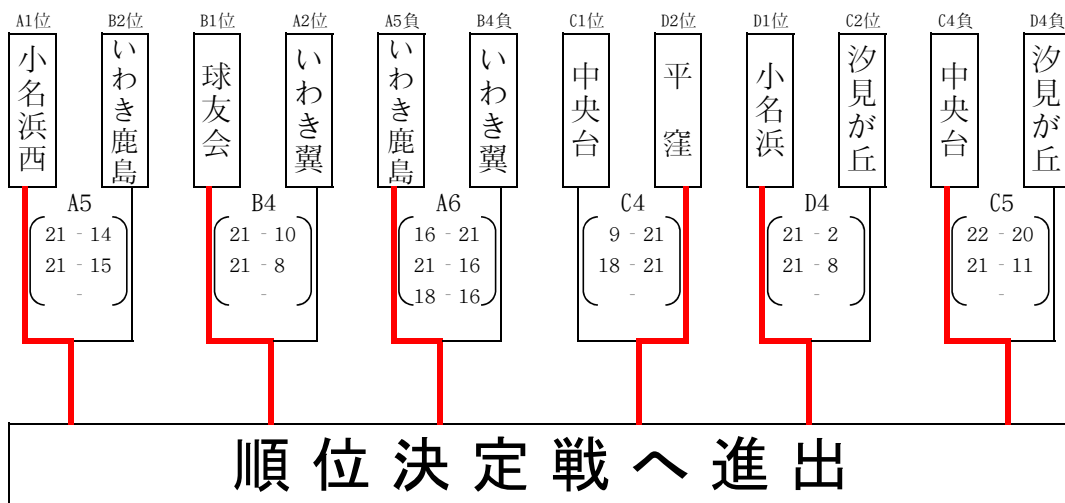 A1位 B2位 B1位 A2位 A5負 B4負 C1位 D2位 D1位 C2位 C4負 D4負
小名浜西
いわき鹿島
球友会
いわき翼
いわき鹿島
いわき翼
中央台
平窪
小名浜
汐見が丘
中央台
汐見が丘
A5
21 - 14
21 - 15
-
B4
21 - 10
21 - 8
-
A6
16 - 21
21 - 16
18 - 16
C4
9 - 21
18 - 21
-
D4
21 - 2
21 - 8
-
C5
22 - 20
21 - 11
-
順位決定戦へ進出